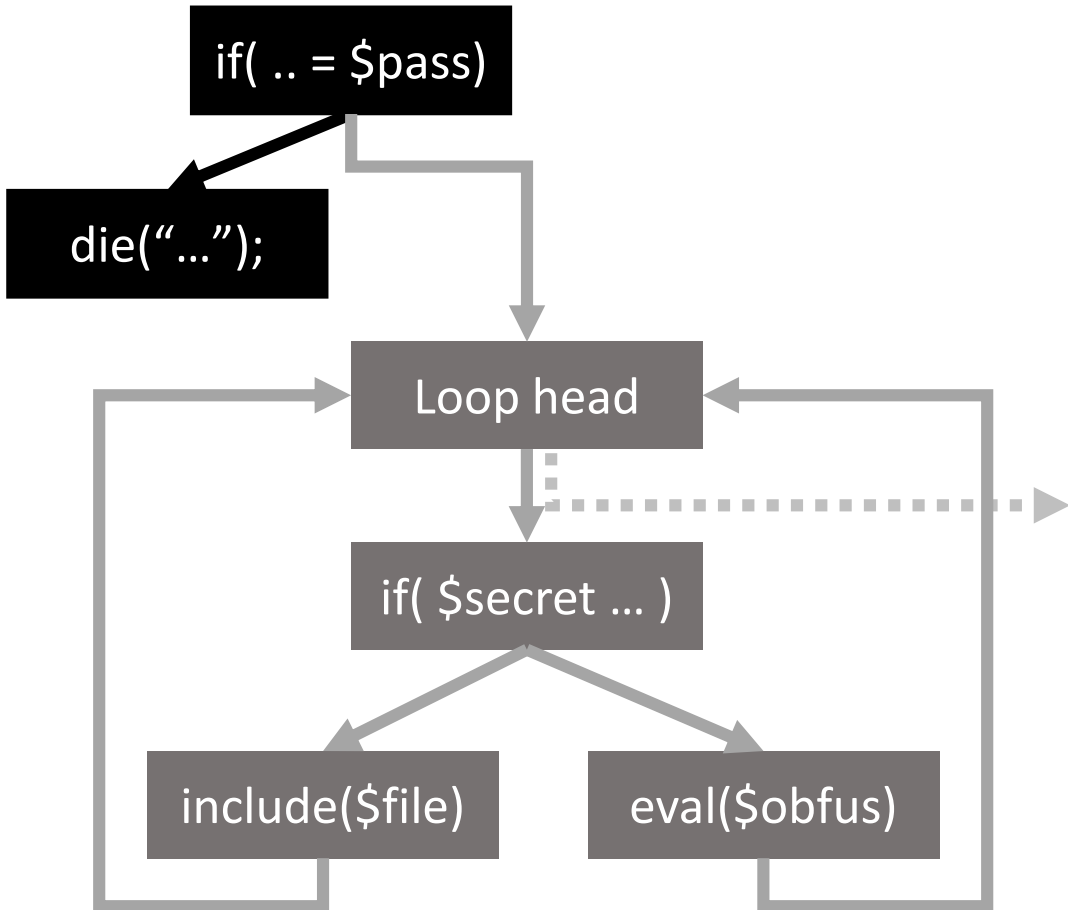 if( .. = $pass)
die(“…”);
Loop head
if( $secret … )
include($file)
eval($obfus)